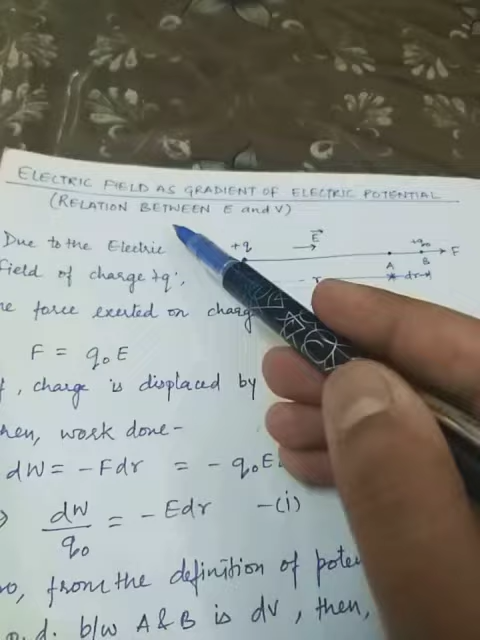 ELECTRIC FIELD AS GRADIENT OF ELECTRIC POTENTIAL
(RELATION BETWEEN E and V)
Due to the Electric
field of charge +q,
force exerted on charge
F = q₀E
charge is displaced by
work done-
dW = -Fdr = - q₀E
dW/q₀ = - Edr -(i)
from the definition of
b/w A & B is dV, then,
+q E⃗ A +q₀ B F
r dr